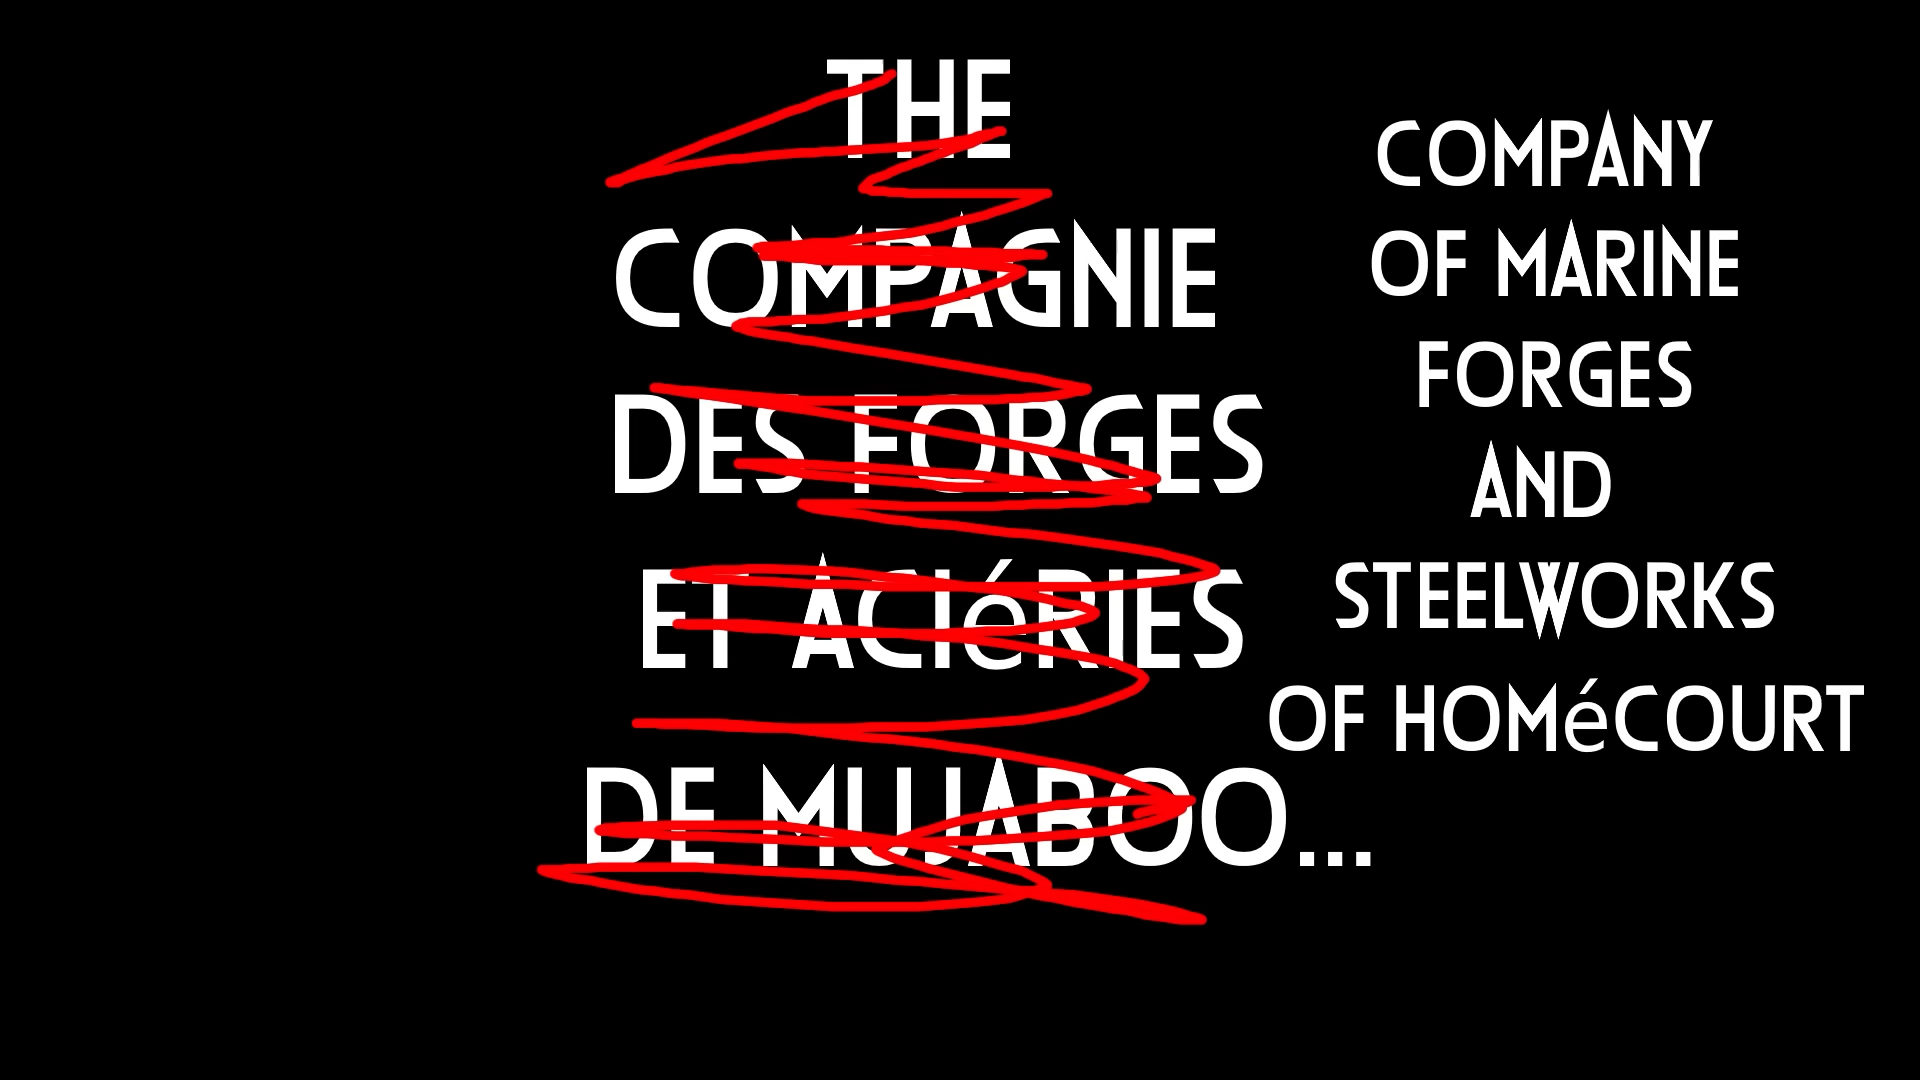 THE
COMPAGNIE
DES FORGES
ET ACIéRIES
DE MUJABOO...
COMPANY
OF MARINE
FORGES
AND
STEELWORKS
OF HOMéCOURT